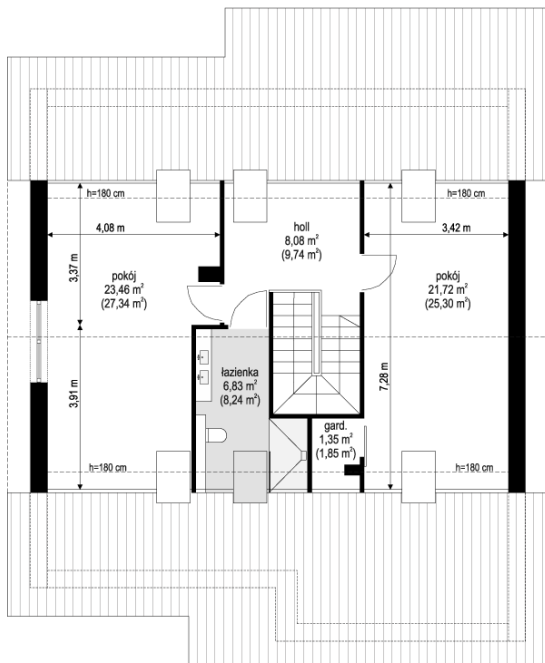 h=180 cm
h=180 cm
4,08 m
holl
8,08 m²
(9,74 m²)
3,42 m
3,37 m
pokój
23,46 m²
(27,34 m²)
pokój
21,72 m²
(25,30 m²)
łazienka
6,83 m²
(8,24 m²)
3,91 m
7,28 m
gard.
1,35 m²
(1,85 m²)
h=180 cm
h=180 cm